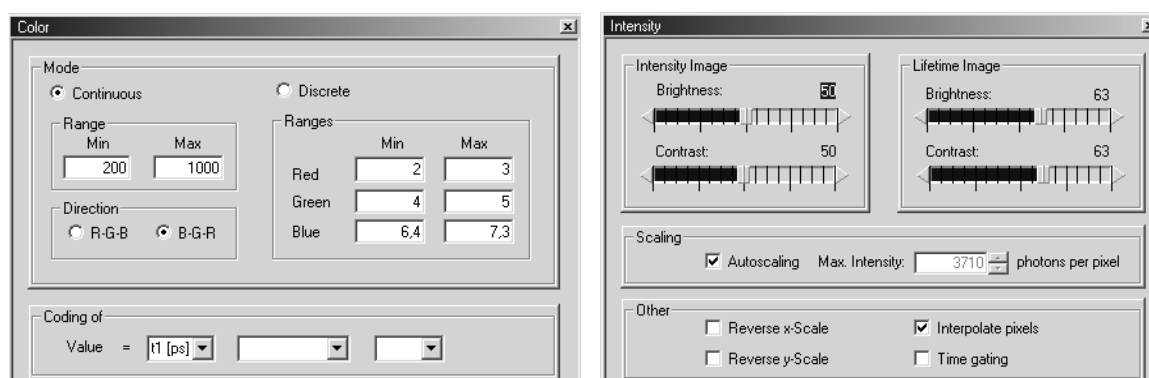 Color
Mode
Continuous
Discrete
Range
Min Max
200 1000
Direction
R-G-B B-G-R
Ranges
Min Max
Red 2 3
Green 4 5
Blue 6,4 7,3
Coding of
Value = t1 [ps]
Intensity
Intensity Image
Brightness: 50
Contrast: 50
Lifetime Image
Brightness: 63
Contrast: 63
Scaling
Autoscaling Max. Intensity: 3710 photons per pixel
Other
Reverse x-Scale Interpolate pixels
Reverse y-Scale Time gating